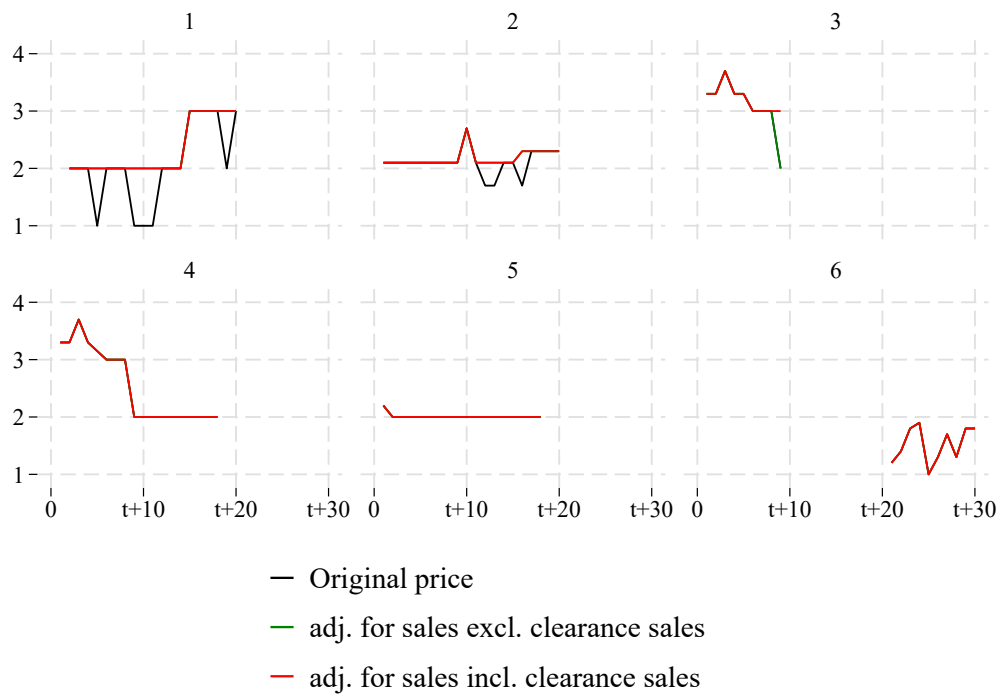 1 2 3
4
3
2
1
4 5 6
4
3
2
1
0 t+10 t+20 t+30 0 t+10 t+20 t+30 0 t+10 t+20 t+30
Original price
adj. for sales excl. clearance sales
adj. for sales incl. clearance sales